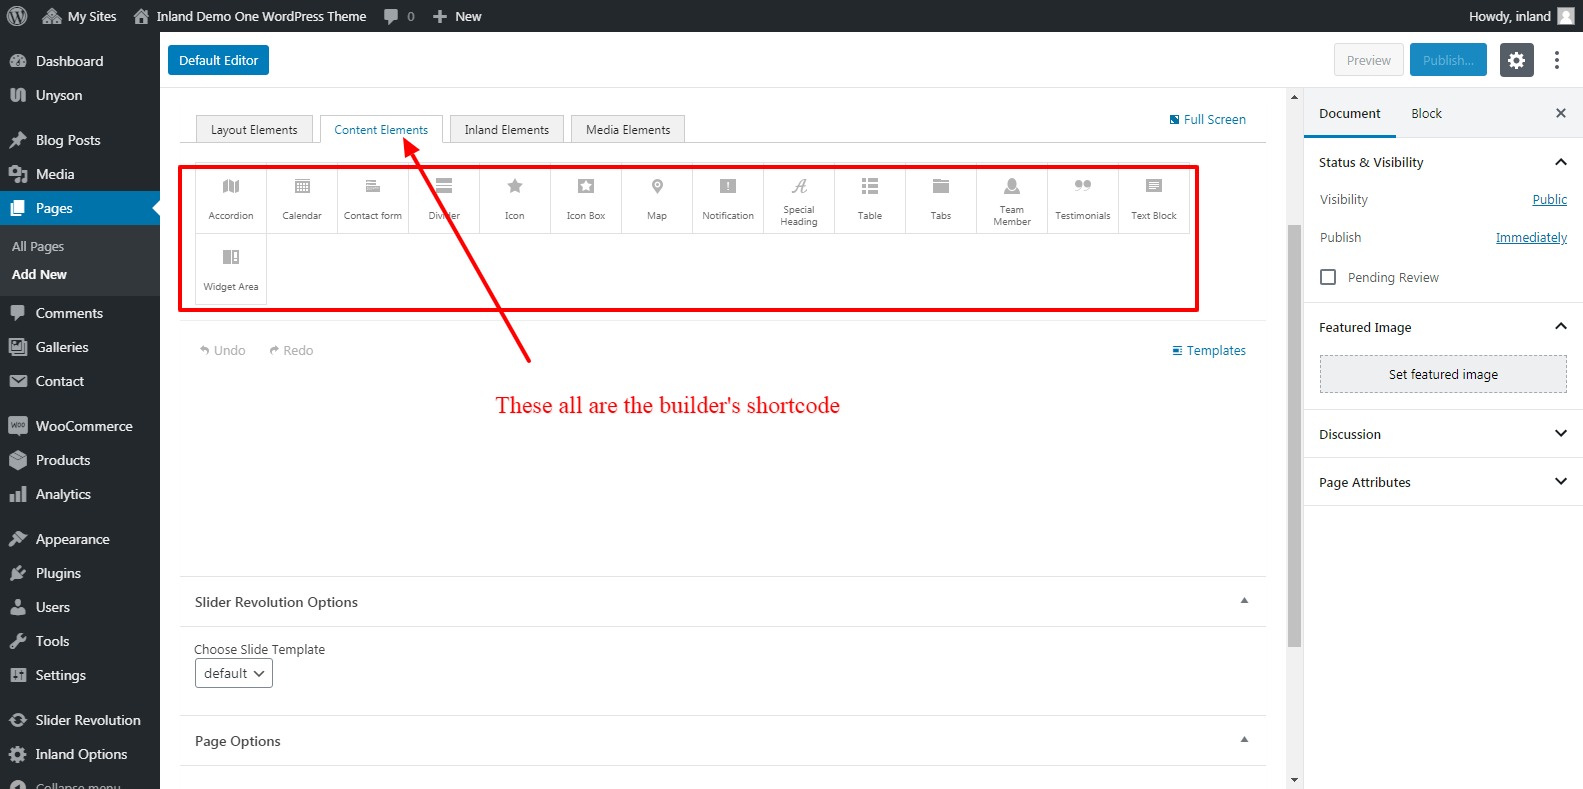 My Sites
Inland Demo One WordPress Theme
0
New
Howdy, inland
Dashboard
Unyson
Blog Posts
Media
Pages
All Pages
Add New
Comments
Galleries
Contact
WOO
WooCommerce
Products
Analytics
Appearance
Plugins
Users
Tools
Settings
Slider Revolution
Inland Options
Collapse menu
Default Editor
Preview
Publish...
Layout Elements
Content Elements
Inland Elements
Media Elements
Full Screen
Accordion
Calendar
Contact form
Divider
Icon
Icon Box
Map
Notification
Special
Heading
Table
Tabs
Team
Member
Testimonials
Text Block
Widget Area
Undo
Redo
Templates
These all are the builder's shortcode
Slider Revolution Options
Choose Slide Template
default
Page Options
Document
Block
Status & Visibility
Visibility
Public
Publish
Immediately
Pending Review
Featured Image
Set featured image
Discussion
Page Attributes